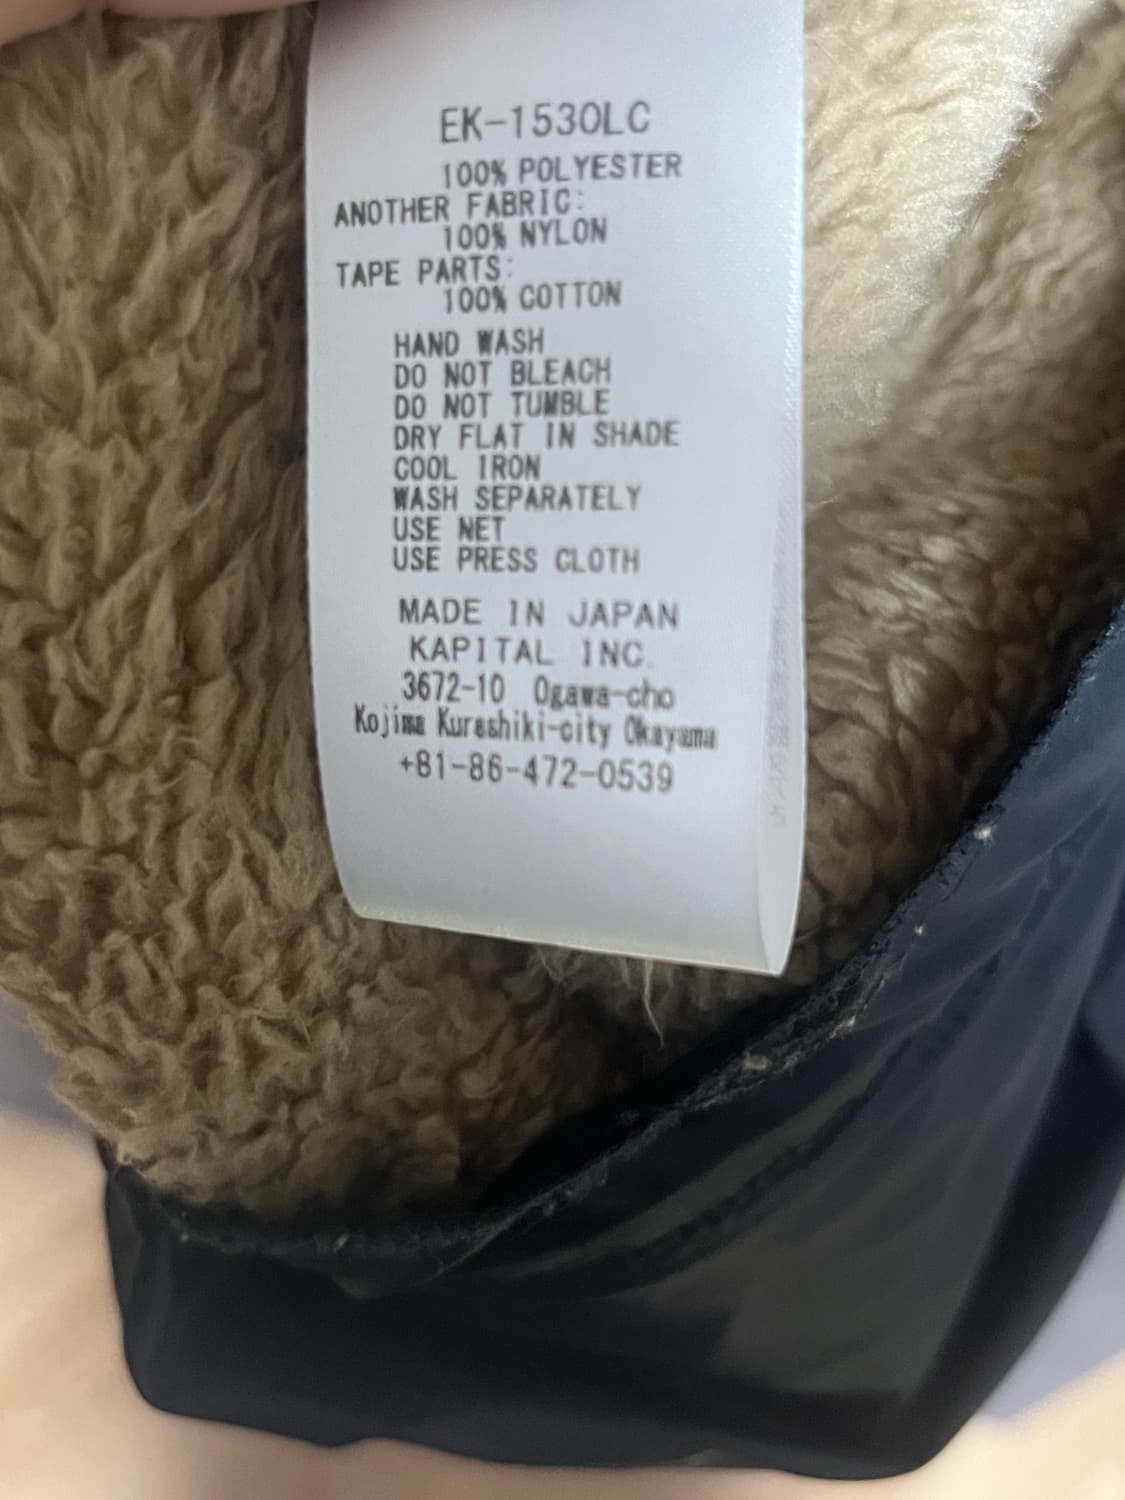 EK-1530LC
100% POLYESTER
ANOTHER FABRIC:
100% NYLON
TAPE PARTS:
100% COTTON
HAND WASH
DO NOT BLEACH
DO NOT TUMBLE
DRY FLAT IN SHADE
COOL IRON
WASH SEPARATELY
USE NET
USE PRESS CLOTH
MADE IN JAPAN
KAPITAL INC.
3672-10 Ogawa-cho
Kojima Kurashiki-city Okayama
+81-86-472-0539